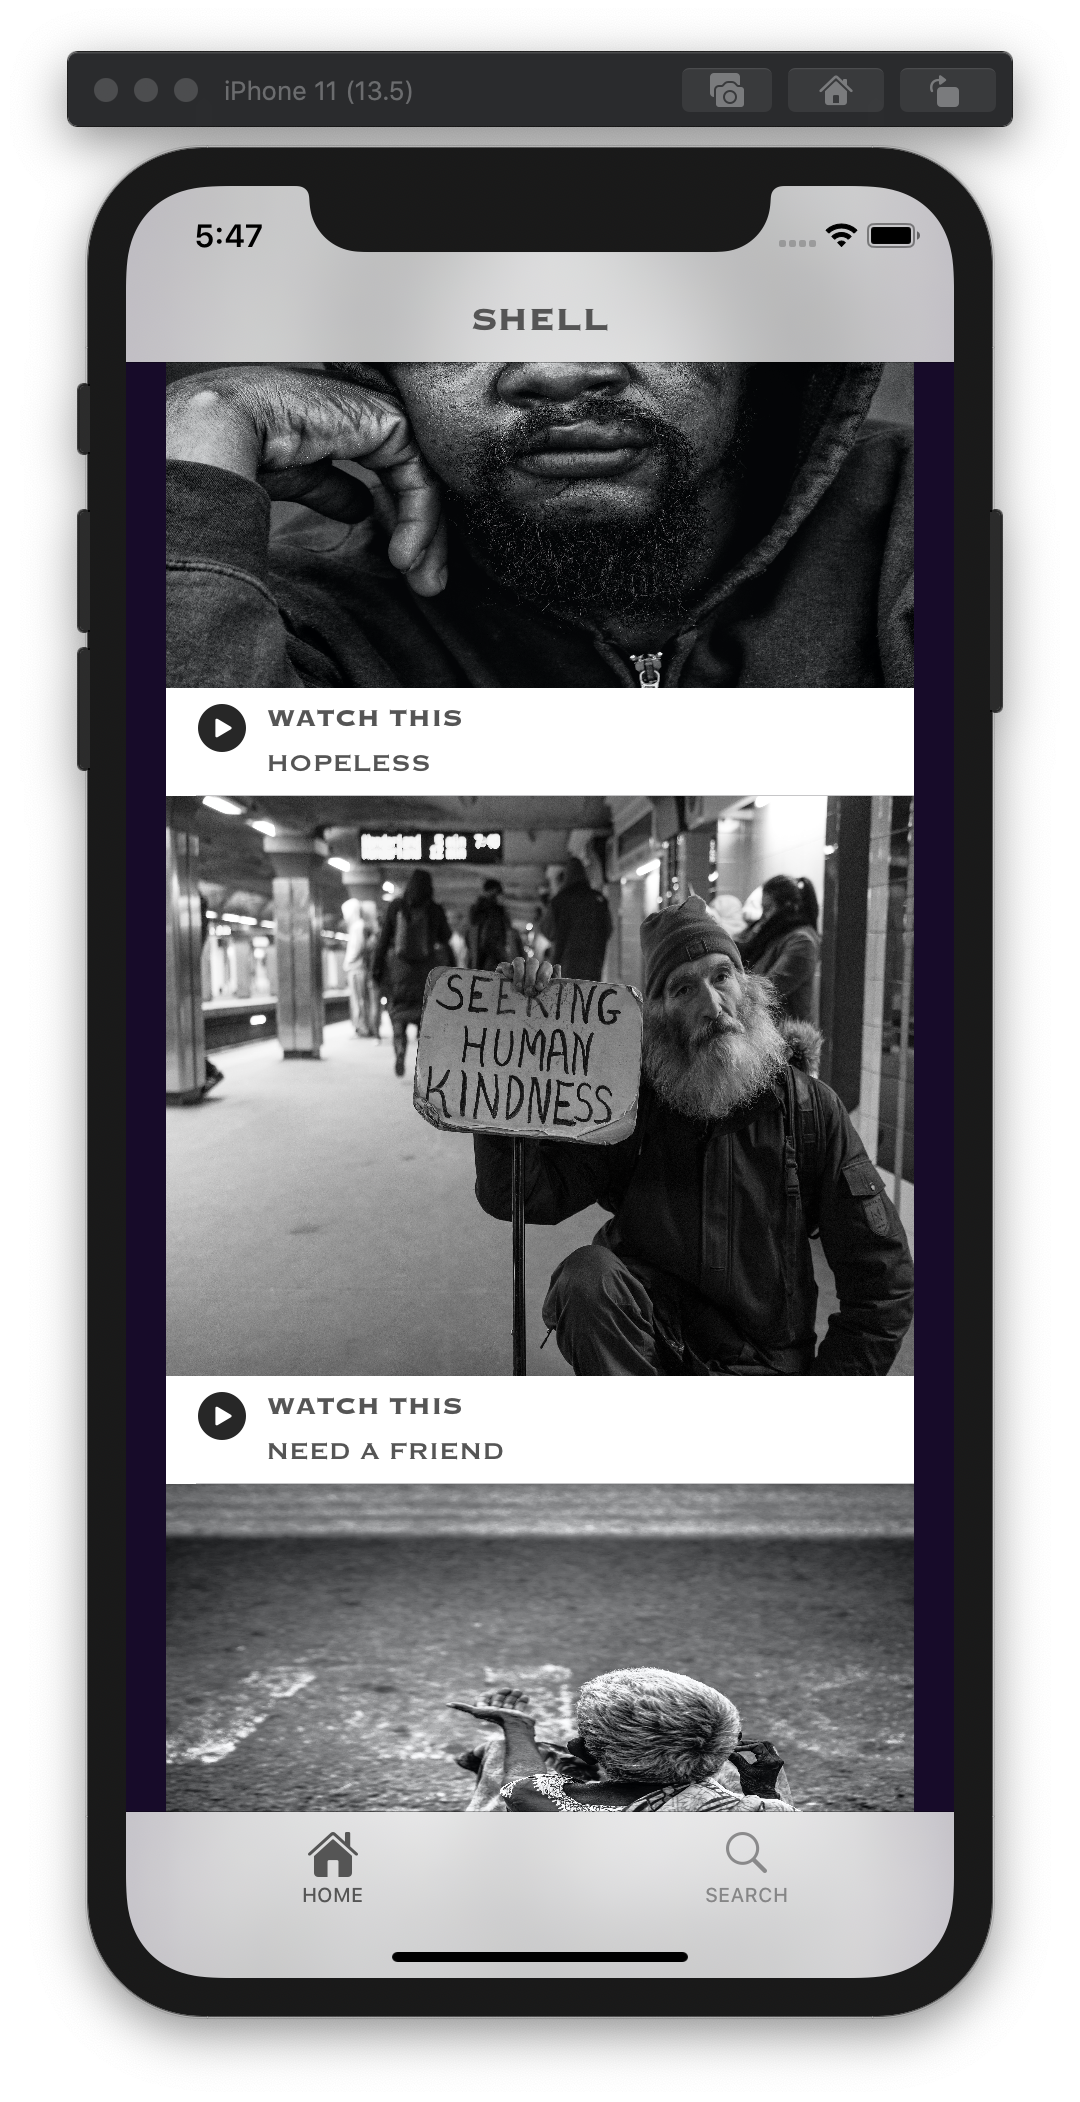 iPhone 11 (13.5)
5:47
SHELL
WATCH THIS
HOPELESS
SEEKING
HUMAN
KINDNESS
WATCH THIS
NEED A FRIEND
HOME
SEARCH